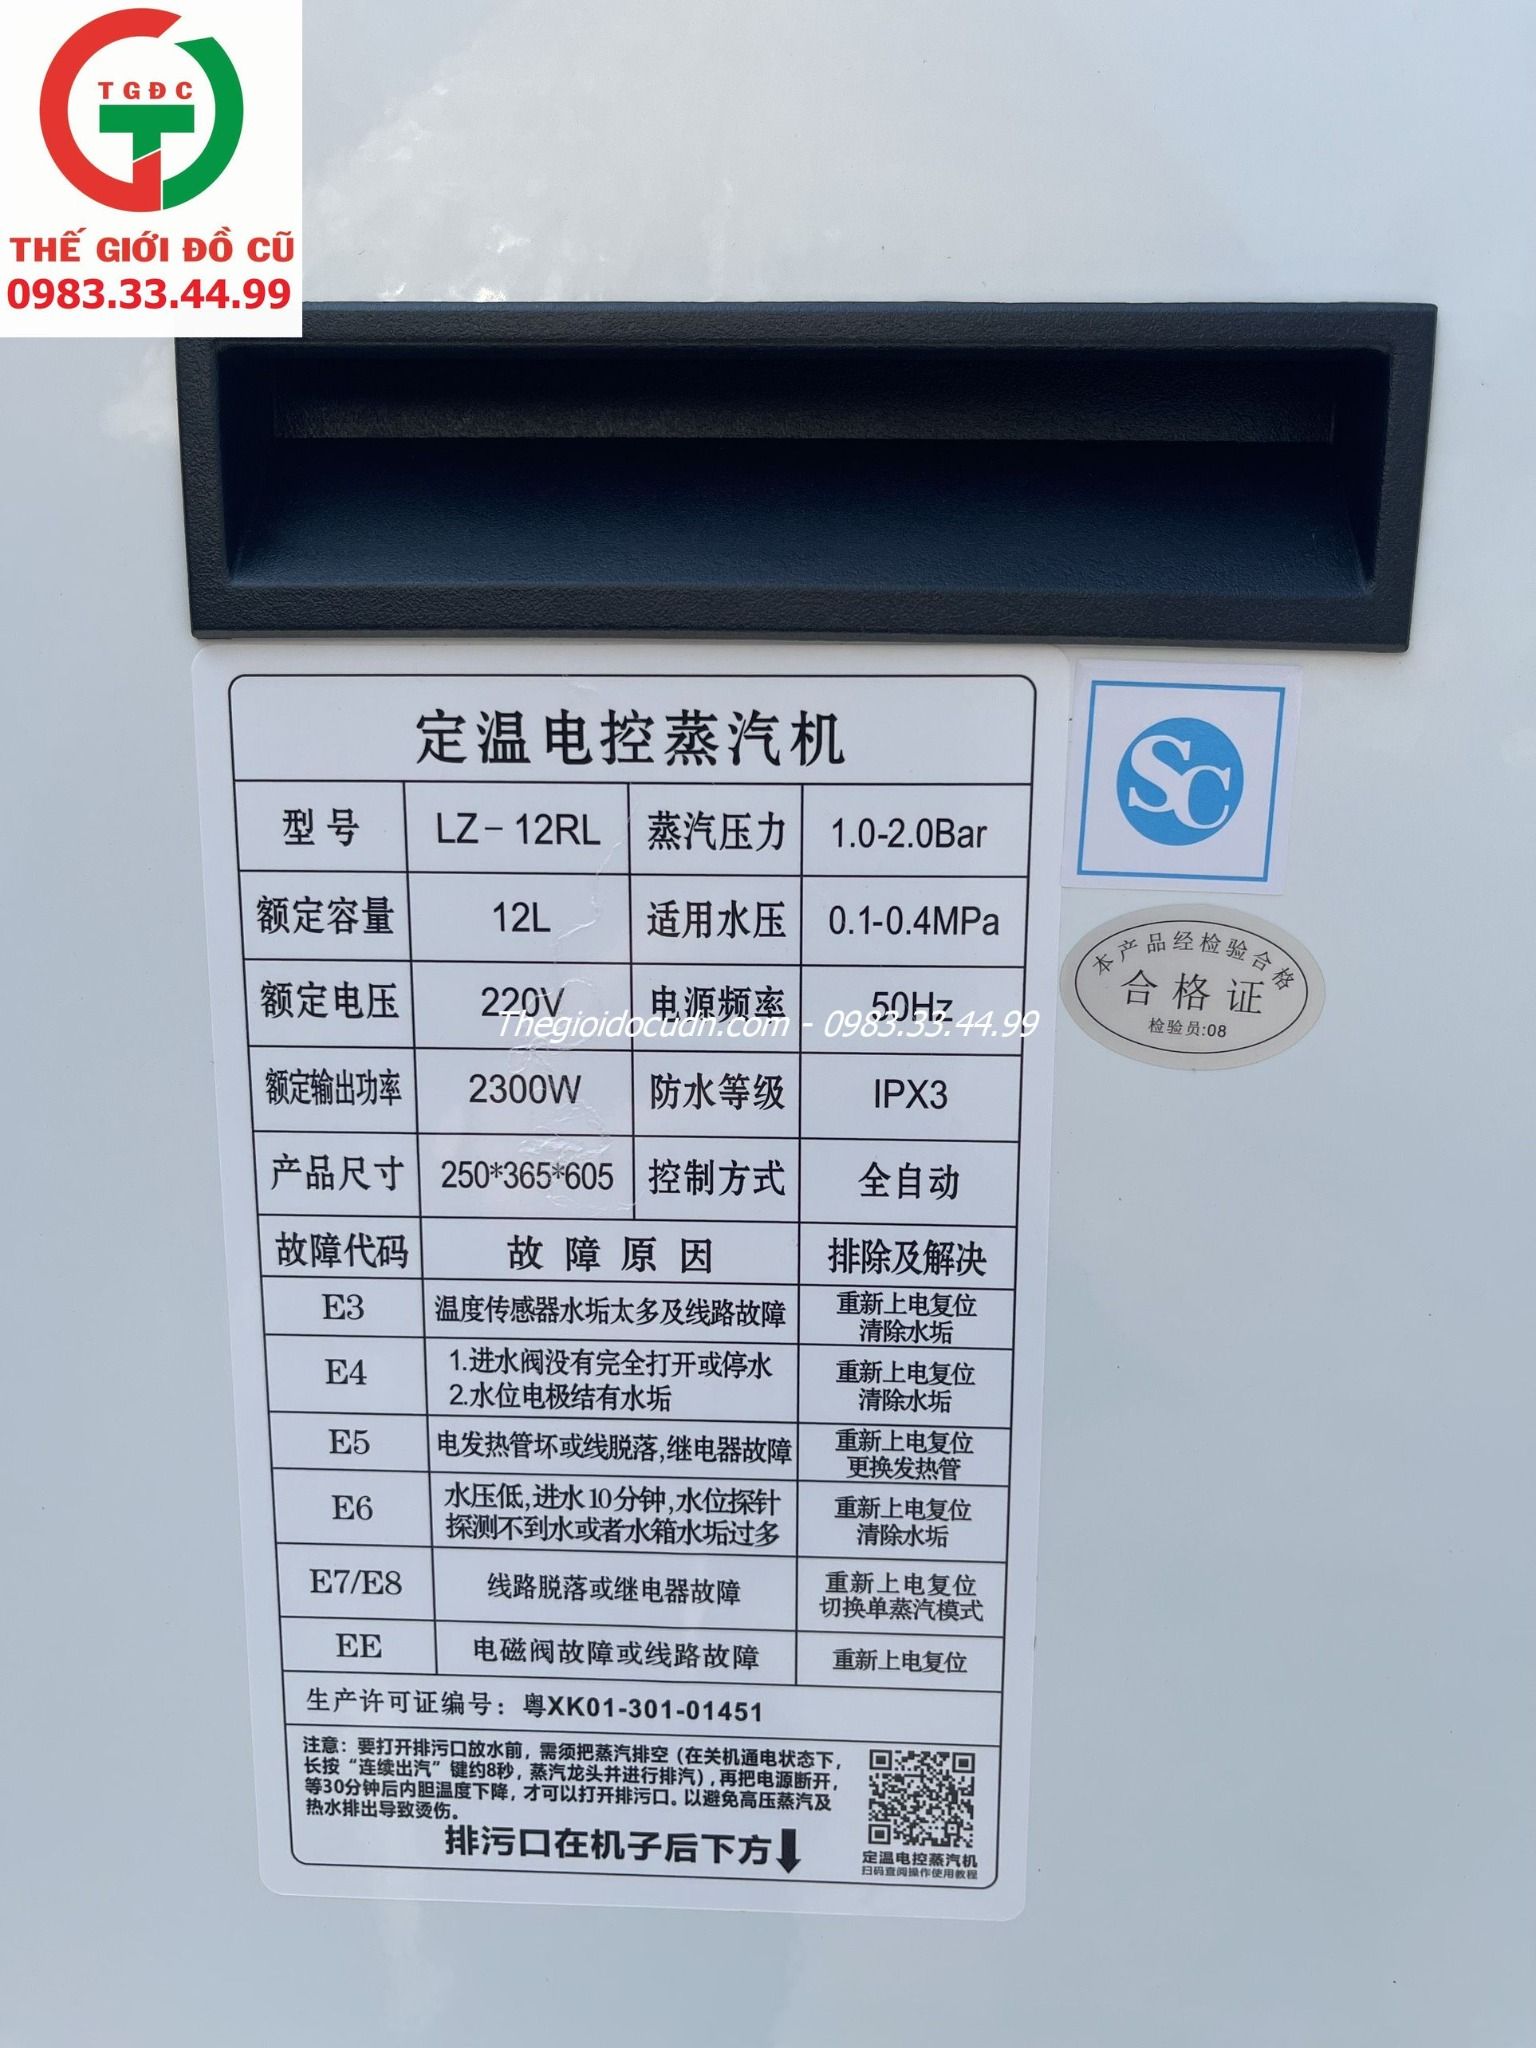 TGĐC
THẾ GIỚI ĐỒ CŨ
0983.33.44.99
定温电控蒸汽机
型号 LZ-12RL 蒸汽压力 1.0-2.0Bar
额定容量 12L 适用水压 0.1-0.4MPa
额定电压 220V 电源频率 50Hz
Thegioidocudn.com - 0983.33.44.99
额定输出功率 2300W 防水等级 IPX3
产品尺寸 250*365*605 控制方式 全自动
故障代码 故障原因 排除及解决
E3 温度传感器水垢太多及线路故障 重新上电复位
清除水垢
E4 1.进水阀没有完全打开或停水 重新上电复位
2.水位电极结有水垢 清除水垢
E5 电发热管坏或线脱落,继电器故障 重新上电复位
更换发热管
E6 水压低,进水10分钟,水位探针 重新上电复位
探测不到水或者水箱水垢过多 清除水垢
E7/E8 线路脱落或继电器故障 重新上电复位
切换单蒸汽模式
EE 电磁阀故障或线路故障 重新上电复位
生产许可证编号：粤XK01-301-01451
注意：要打开排污口放水前，需须把蒸汽排空（在关机通电状态下，
长按“连续出汽”键约8秒，蒸汽龙头并进行排汽），再把电源断开，
等30分钟后内胆温度下降，才可以打开排污口。以避免高压蒸汽及
热水排出导致烫伤。
排污口在机子后下方
定温电控蒸汽机
扫码查阅操作使用教程
SC
本产品经检验合格
合格证
检验员:08